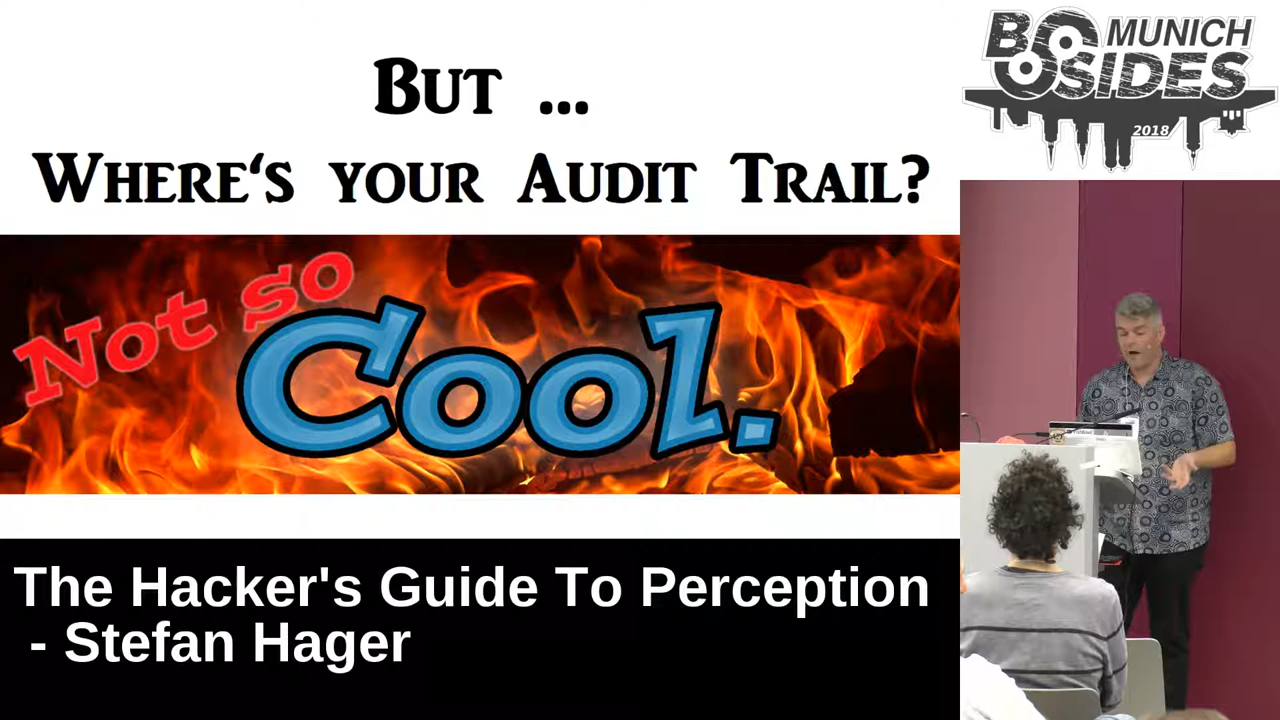 But ...
Where‘s your Audit Trail?
Not so
Cool.
BSIDES MUNICH
2018
The Hacker's Guide To Perception
- Stefan Hager